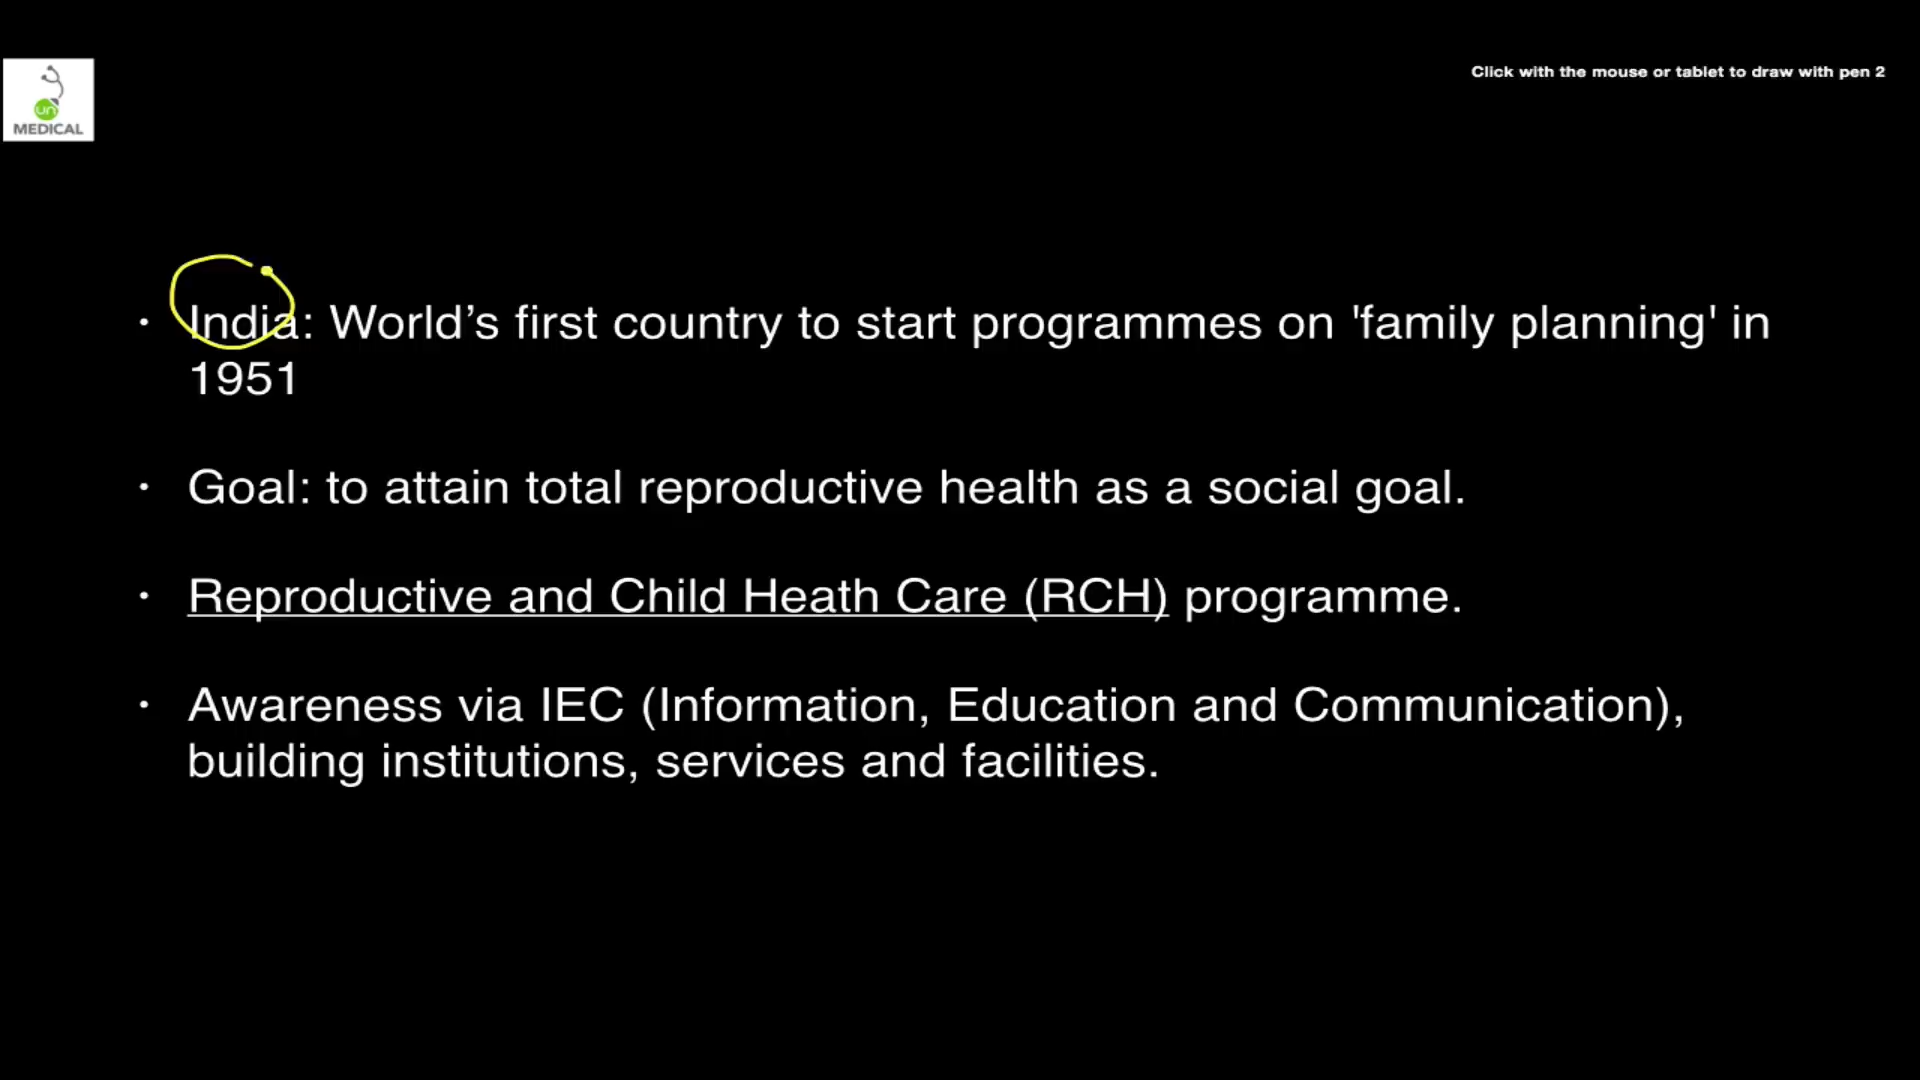 Click with the mouse or tablet to draw with pen 2
un
MEDICAL
• India: World’s first country to start programmes on 'family planning' in
1951
• Goal: to attain total reproductive health as a social goal.
• Reproductive and Child Heath Care (RCH) programme.
• Awareness via IEC (Information, Education and Communication),
building institutions, services and facilities.